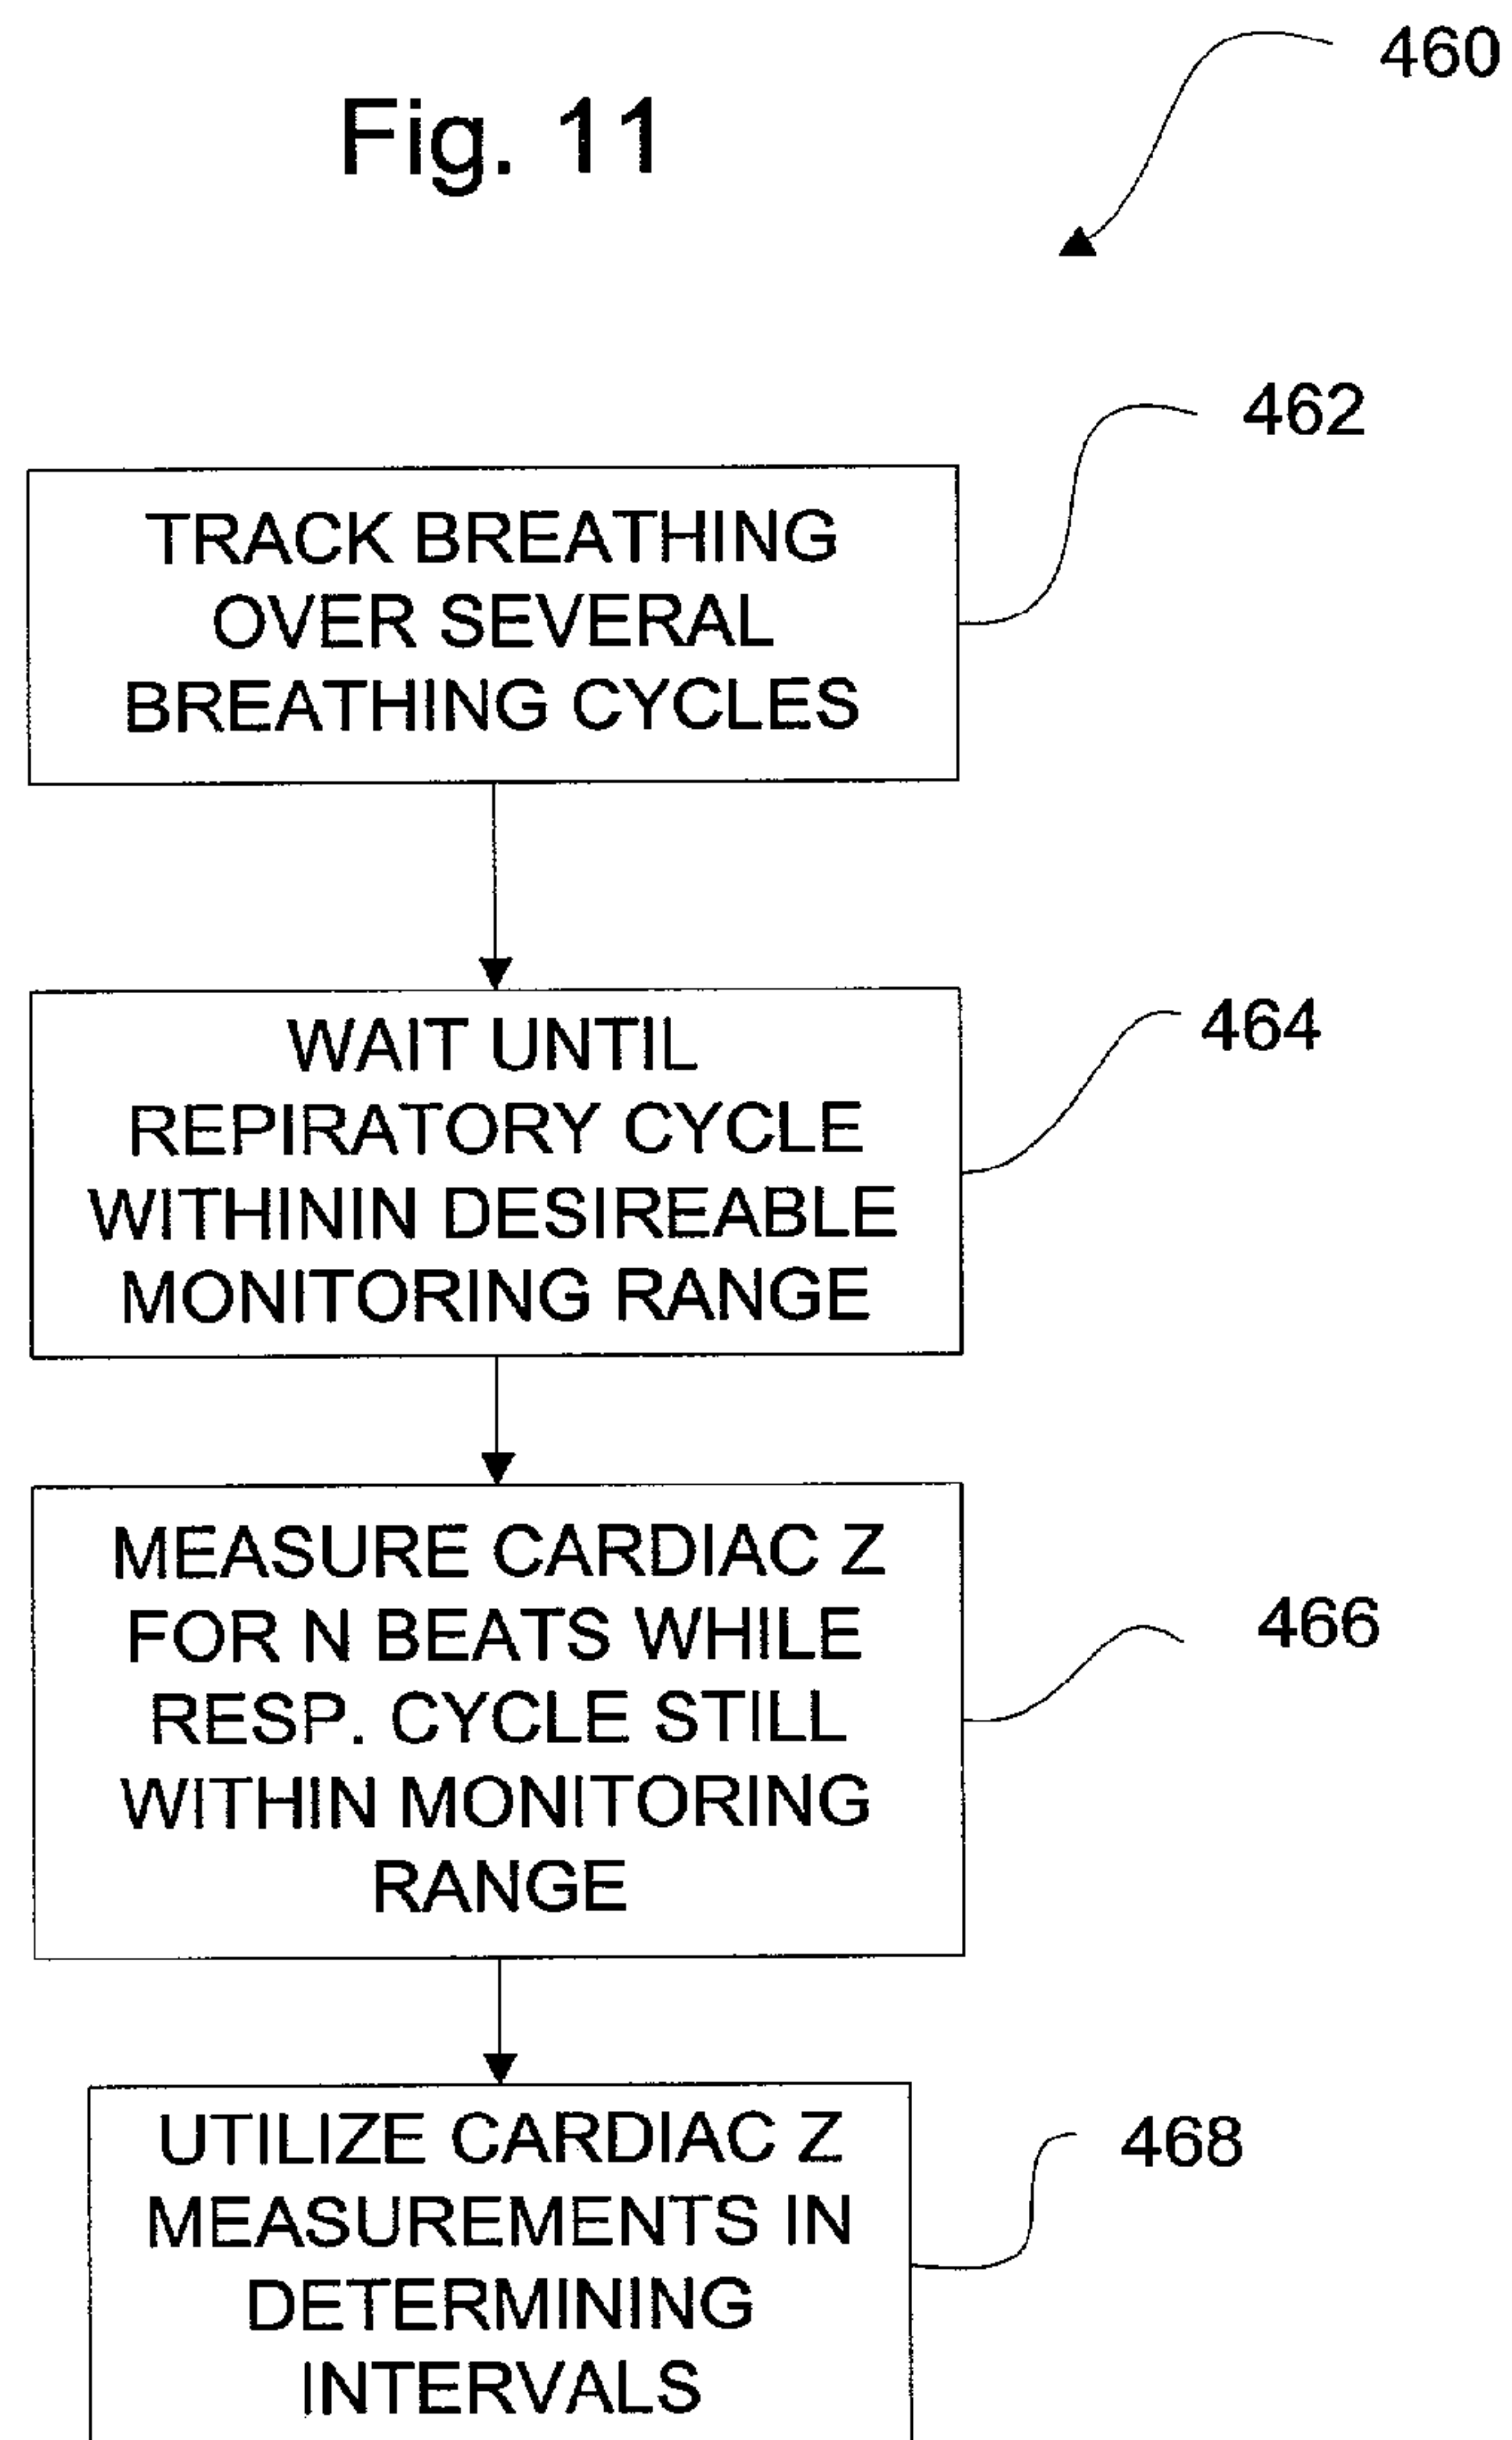 460
Fig. 11
462
TRACK BREATHING
OVER SEVERAL
BREATHING CYCLES
WAIT UNTIL
REPIRATORY CYCLE
WITHININ DESIREABLE
MONITORING RANGE
464
MEASURE CARDIAC Z
FOR N BEATS WHILE
RESP. CYCLE STILL
WITHIN MONITORING
RANGE
466
UTILIZE CARDIAC Z
MEASUREMENTS IN
DETERMINING
INTERVALS
468